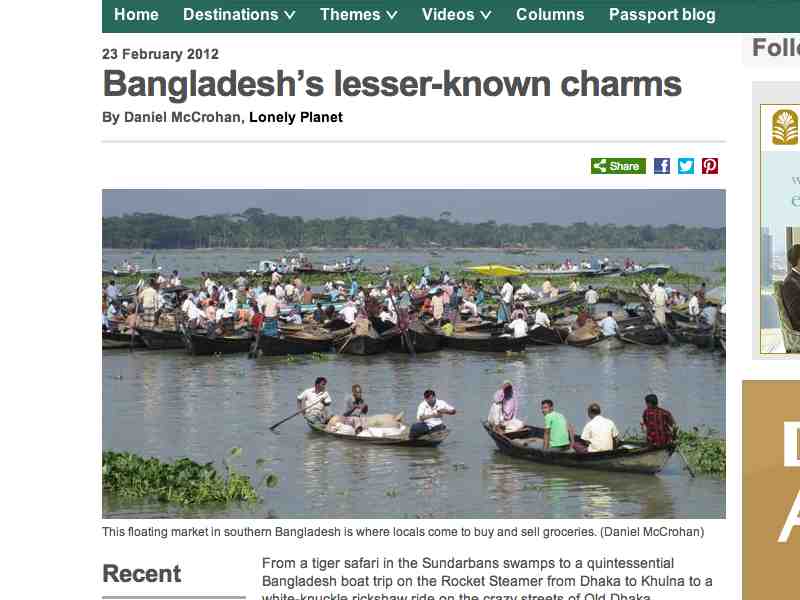 Home Destinations Themes Videos Columns Passport blog
23 February 2012
Bangladesh's lesser-known charms
By Daniel McCrohan, Lonely Planet
Share
This floating market in southern Bangladesh is where locals come to buy and sell groceries. (Daniel McCrohan)
Recent
From a tiger safari in the Sundarbans swamps to a quintessential
Bangladesh boat trip on the Rocket Steamer from Dhaka to Khulna to a
white-knuckle rickshaw ride on the crazy streets of Old Dhaka